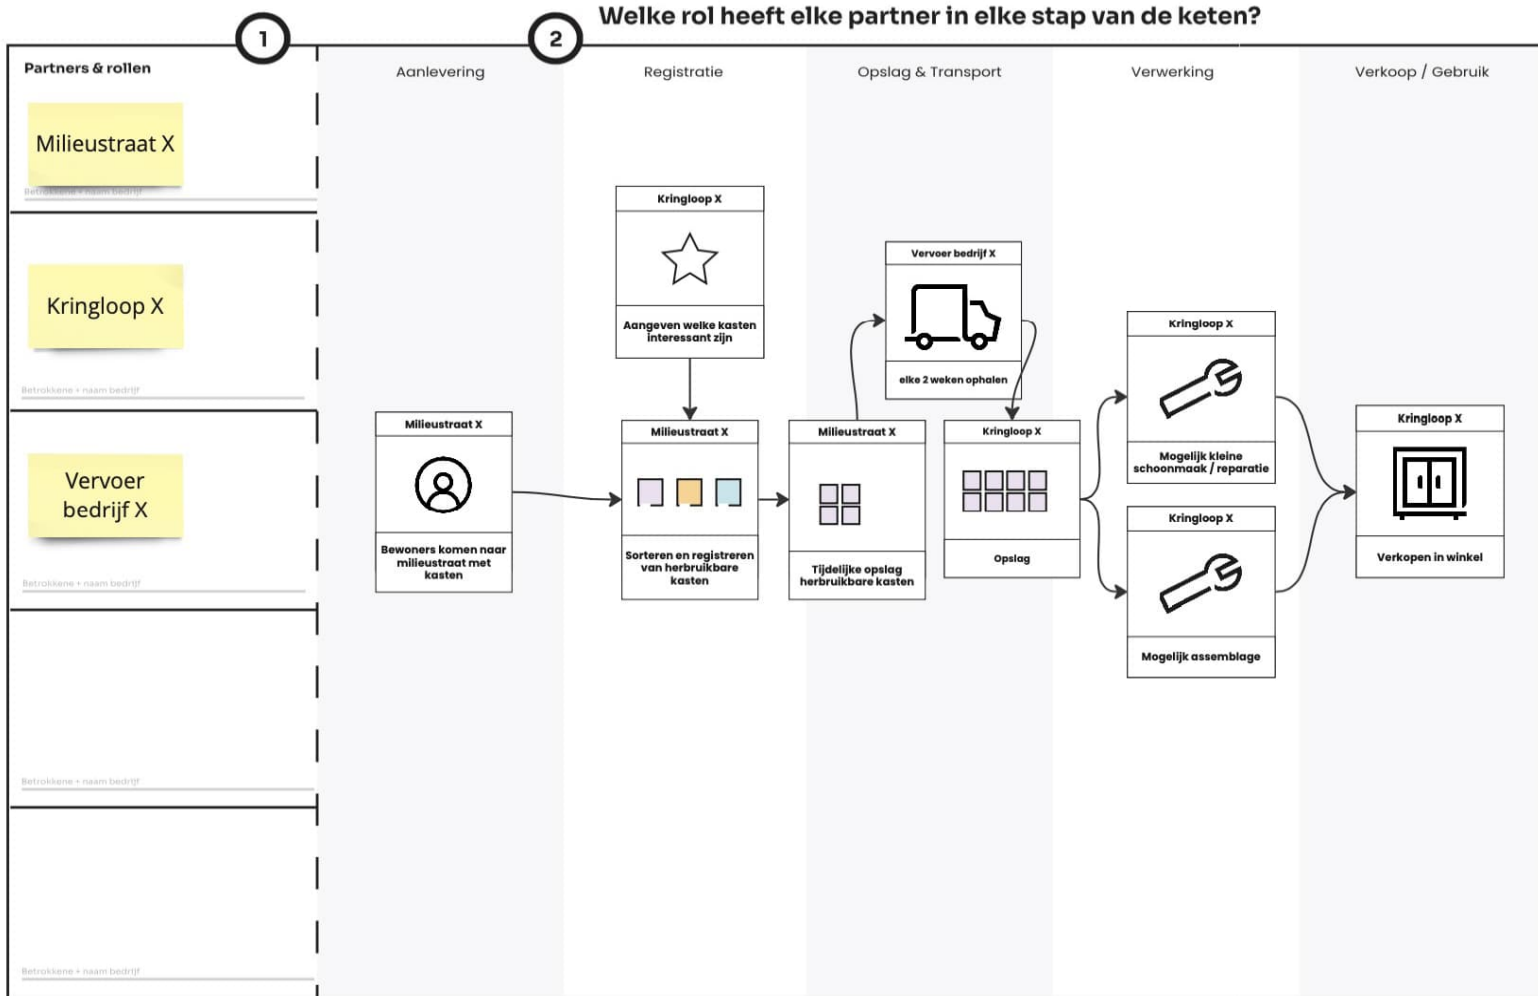 Welke rol heeft elke partner in elke stap van de keten?
1
2
Partners & rollen
Aanlevering
Registratie
Opslag & Transport
Verwerking
Verkoop / Gebruik
Milieustraat X
Betrokkene + naam bedrijf
Kringloop X
Betrokkene + naam bedrijf
Vervoer
bedrijf X
Betrokkene + naam bedrijf
Betrokkene + naam bedrijf
Betrokkene + naam bedrijf
Milieustraat X
Bewoners komen naar
milieustraat met
kasten
Kringloop X
Aangeven welke kasten
interessant zijn
Milieustraat X
Sorteren en registreren
van herbruikbare
kasten
Milieustraat X
Tijdelijke opslag
herbruikbare kasten
Vervoer bedrijf X
elke 2 weken ophalen
Kringloop X
Opslag
Kringloop X
Mogelijk kleine
schoonmaak / reparatie
Kringloop X
Mogelijk assemblage
Kringloop X
Verkopen in winkel